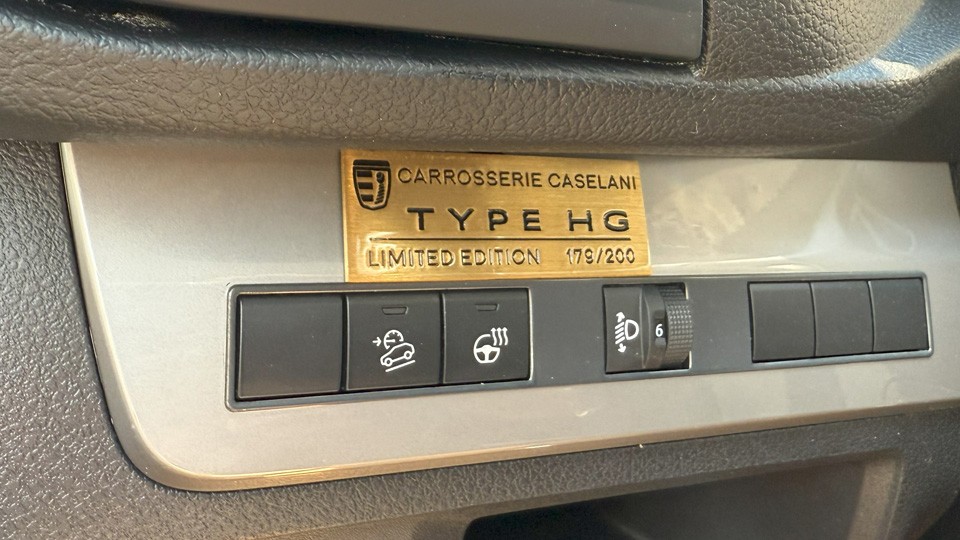 CARROSSERIE CASELANI
TYPE HG
LIMITED EDITION 179/200
6